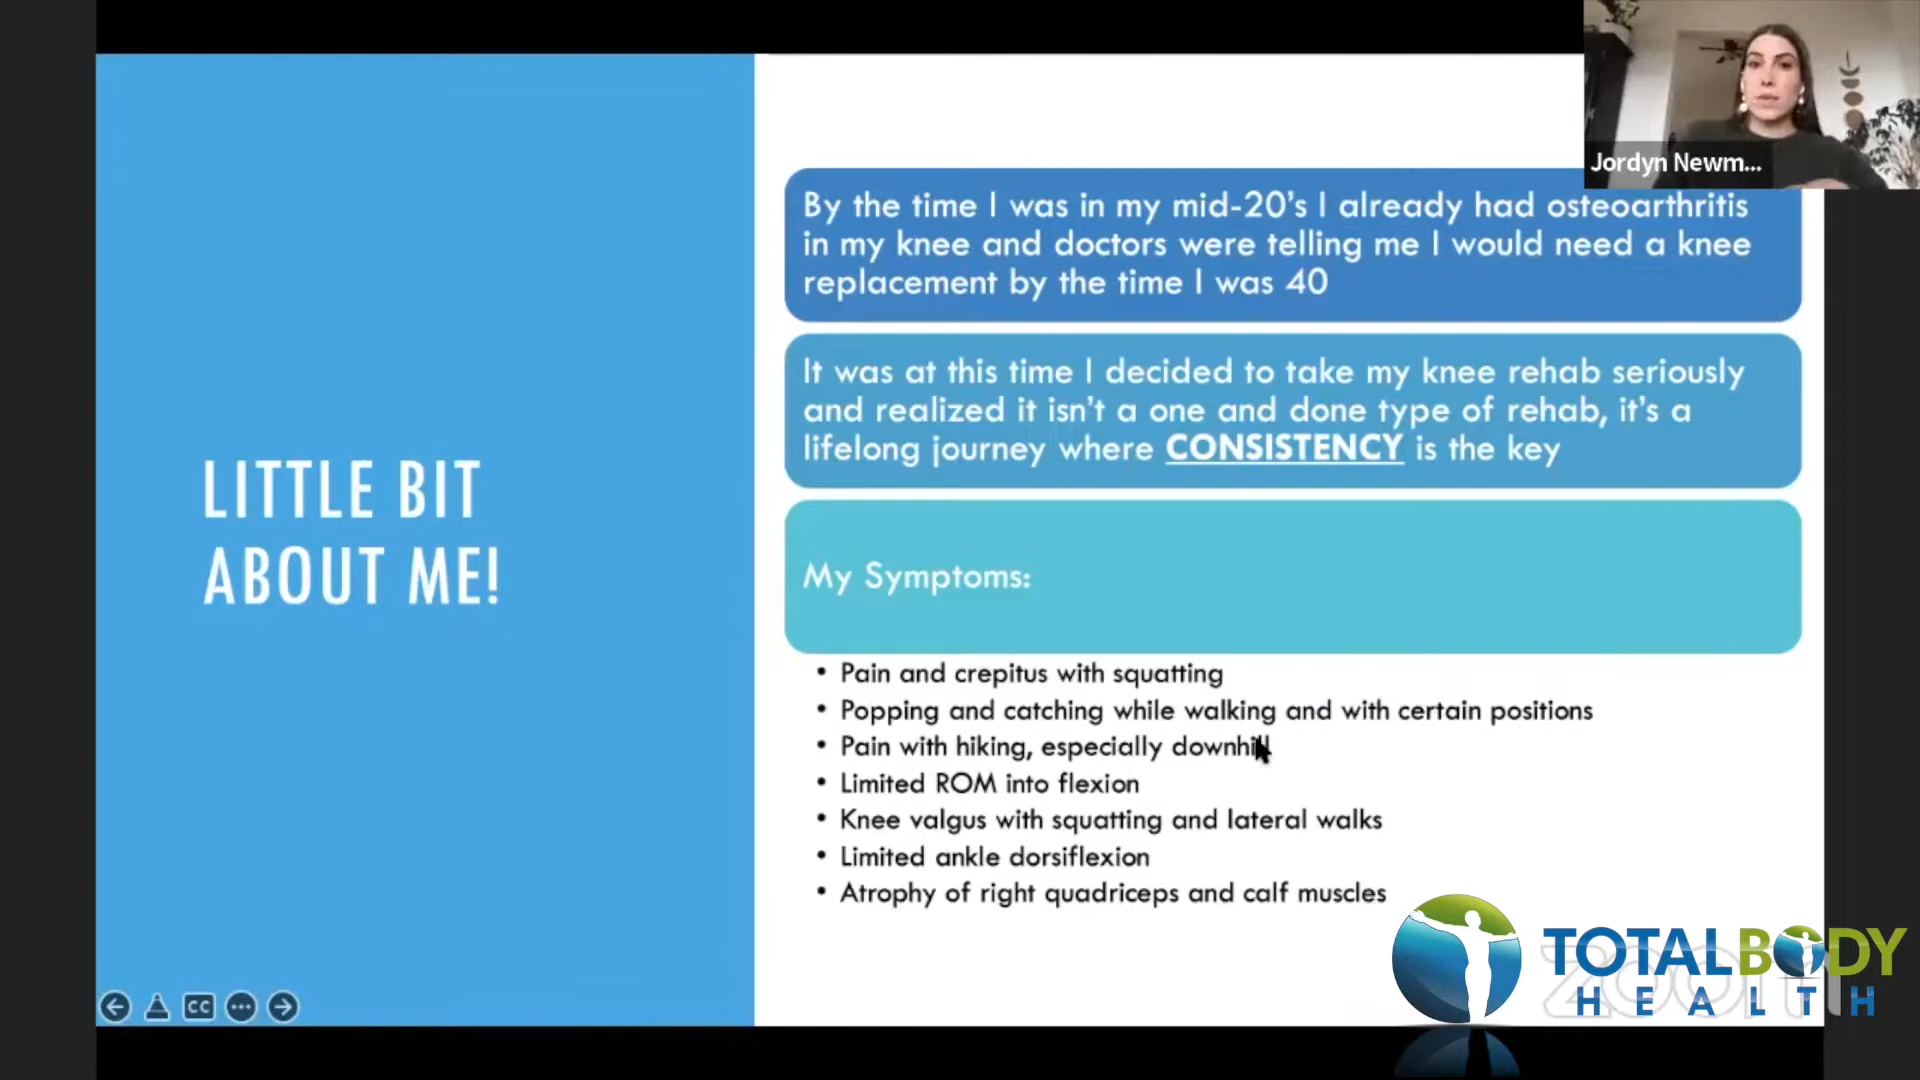 Jordyn Newm...
By the time I was in my mid-20's I already had osteoarthritis
in my knee and doctors were telling me I would need a knee
replacement by the time I was 40
It was at this time I decided to take my knee rehab seriously
and realized it isn't a one and done type of rehab, it's a
lifelong journey where CONSISTENCY is the key
LITTLE BIT
ABOUT ME!
My Symptoms:
• Pain and crepitus with squatting
• Popping and catching while walking and with certain positions
• Pain with hiking, especially downhill
• Limited ROM into flexion
• Knee valgus with squatting and lateral walks
• Limited ankle dorsiflexion
• Atrophy of right quadriceps and calf muscles
TOTAL BODY
HEALTH
zoom
CC